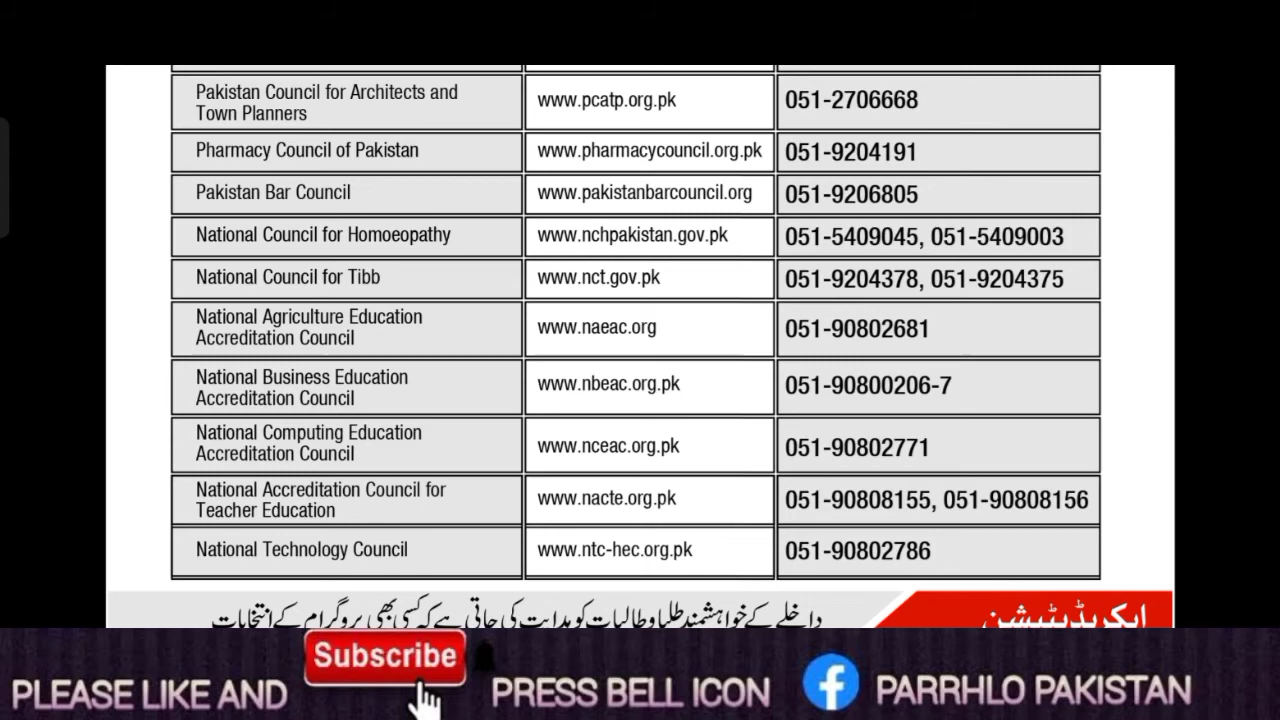 Pakistan Council for Architects and
Town Planners
www.pcatp.org.pk
051-2706668
Pharmacy Council of Pakistan
www.pharmacycouncil.org.pk
051-9204191
Pakistan Bar Council
www.pakistanbarcouncil.org
051-9206805
National Council for Homoeopathy
www.nchpakistan.gov.pk
051-5409045, 051-5409003
National Council for Tibb
www.nct.gov.pk
051-9204378, 051-9204375
National Agriculture Education
Accreditation Council
www.naeac.org
051-90802681
National Business Education
Accreditation Council
www.nbeac.org.pk
051-90800206-7
National Computing Education
Accreditation Council
www.nceac.org.pk
051-90802771
National Accreditation Council for
Teacher Education
www.nacte.org.pk
051-90808155, 051-90808156
National Technology Council
www.ntc-hec.org.pk
051-90802786
ایکریڈیٹیشن
داخلے کے خواہشمند طلبا و طالبات کو ہدایت کی جاتی ہے کہ کسی بھی پروگرام کے انتخابات
PLEASE LIKE AND
Subscribe
PRESS BELL ICON
PARRHLO PAKISTAN